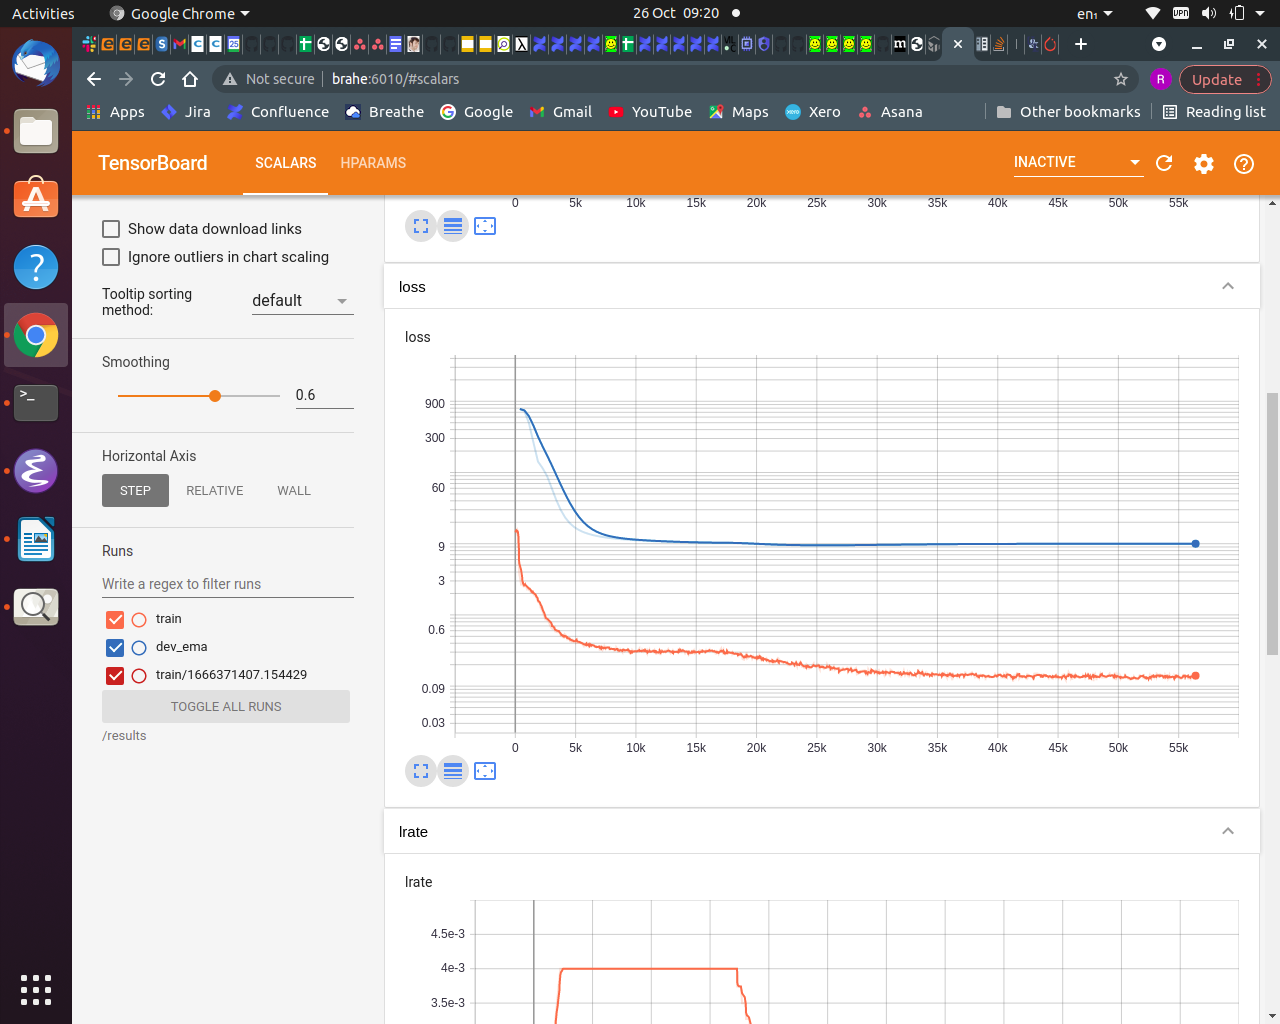 Activities
Google Chrome
26 Oct 09:20
en₁
Not secure
brahe:6010/#scalars
R
Update
Apps
Jira
Confluence
Breathe
Google
Gmail
YouTube
Maps
Xero
Asana
Other bookmarks
Reading list
TensorBoard
SCALARS
HPARAMS
INACTIVE
Show data download links
Ignore outliers in chart scaling
Tooltip sorting
method:
default
Smoothing
0.6
Horizontal Axis
STEP
RELATIVE
WALL
Runs
Write a regex to filter runs
train
dev_ema
train/1666371407.154429
TOGGLE ALL RUNS
/results
0 5k 10k 15k 20k 25k 30k 35k 40k 45k 50k 55k
loss
loss
900
300
60
9
3
0.6
0.09
0.03
0 5k 10k 15k 20k 25k 30k 35k 40k 45k 50k 55k
lrate
lrate
4.5e-3
4e-3
3.5e-3